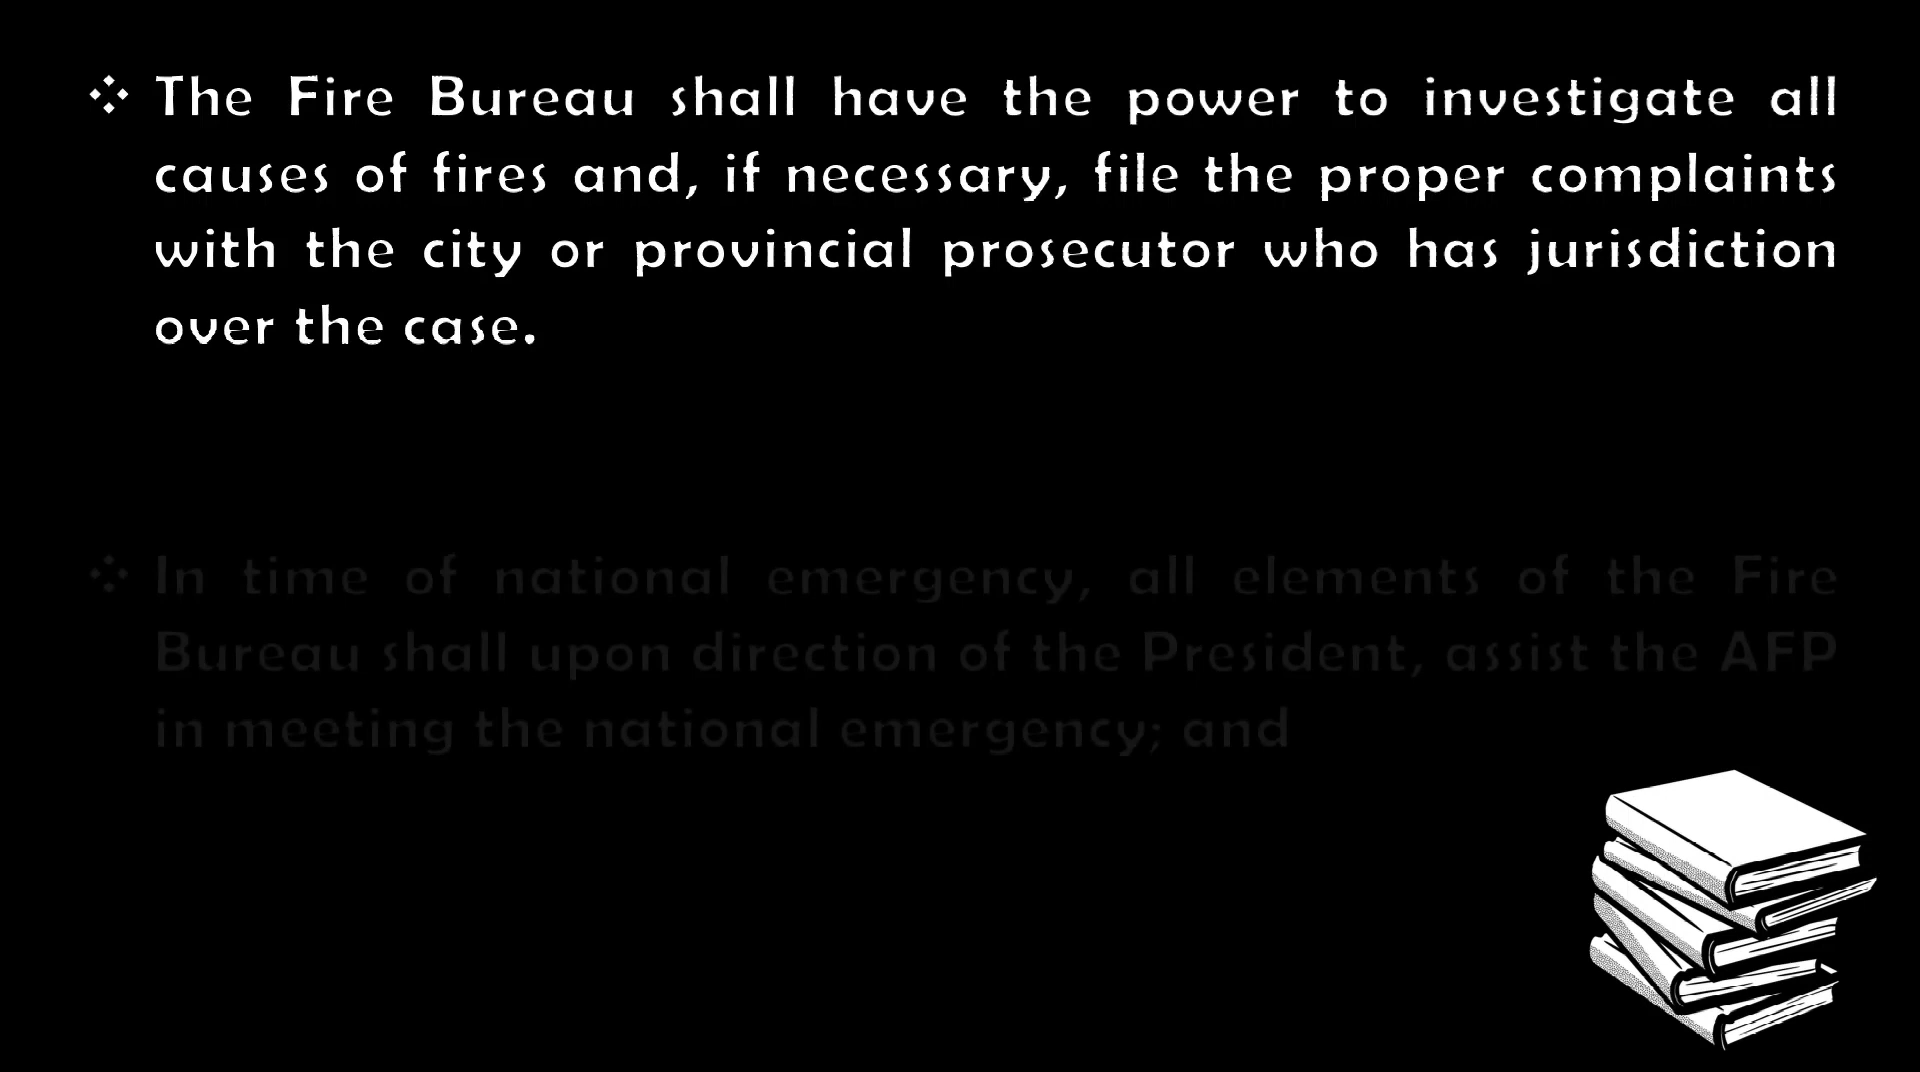 The Fire Bureau shall have the power to investigate all
causes of fires and, if necessary, file the proper complaints
with the city or provincial prosecutor who has jurisdiction
over the case.
In time of national emergency, all elements of the Fire
Bureau shall upon direction of the President, assist the AFP
in meeting the national emergency; and